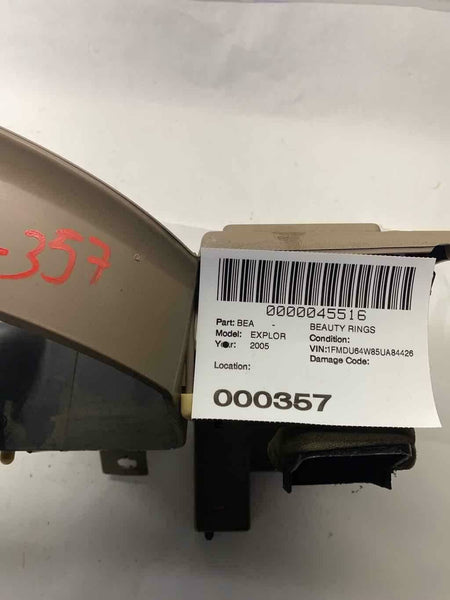 -357
0000045516
Part: BEA - BEAUTY RINGS
Model: EXPLOR Condition:
Year: 2005 VIN:1FMDU64W85UA84426
Damage Code:
Location:
000357